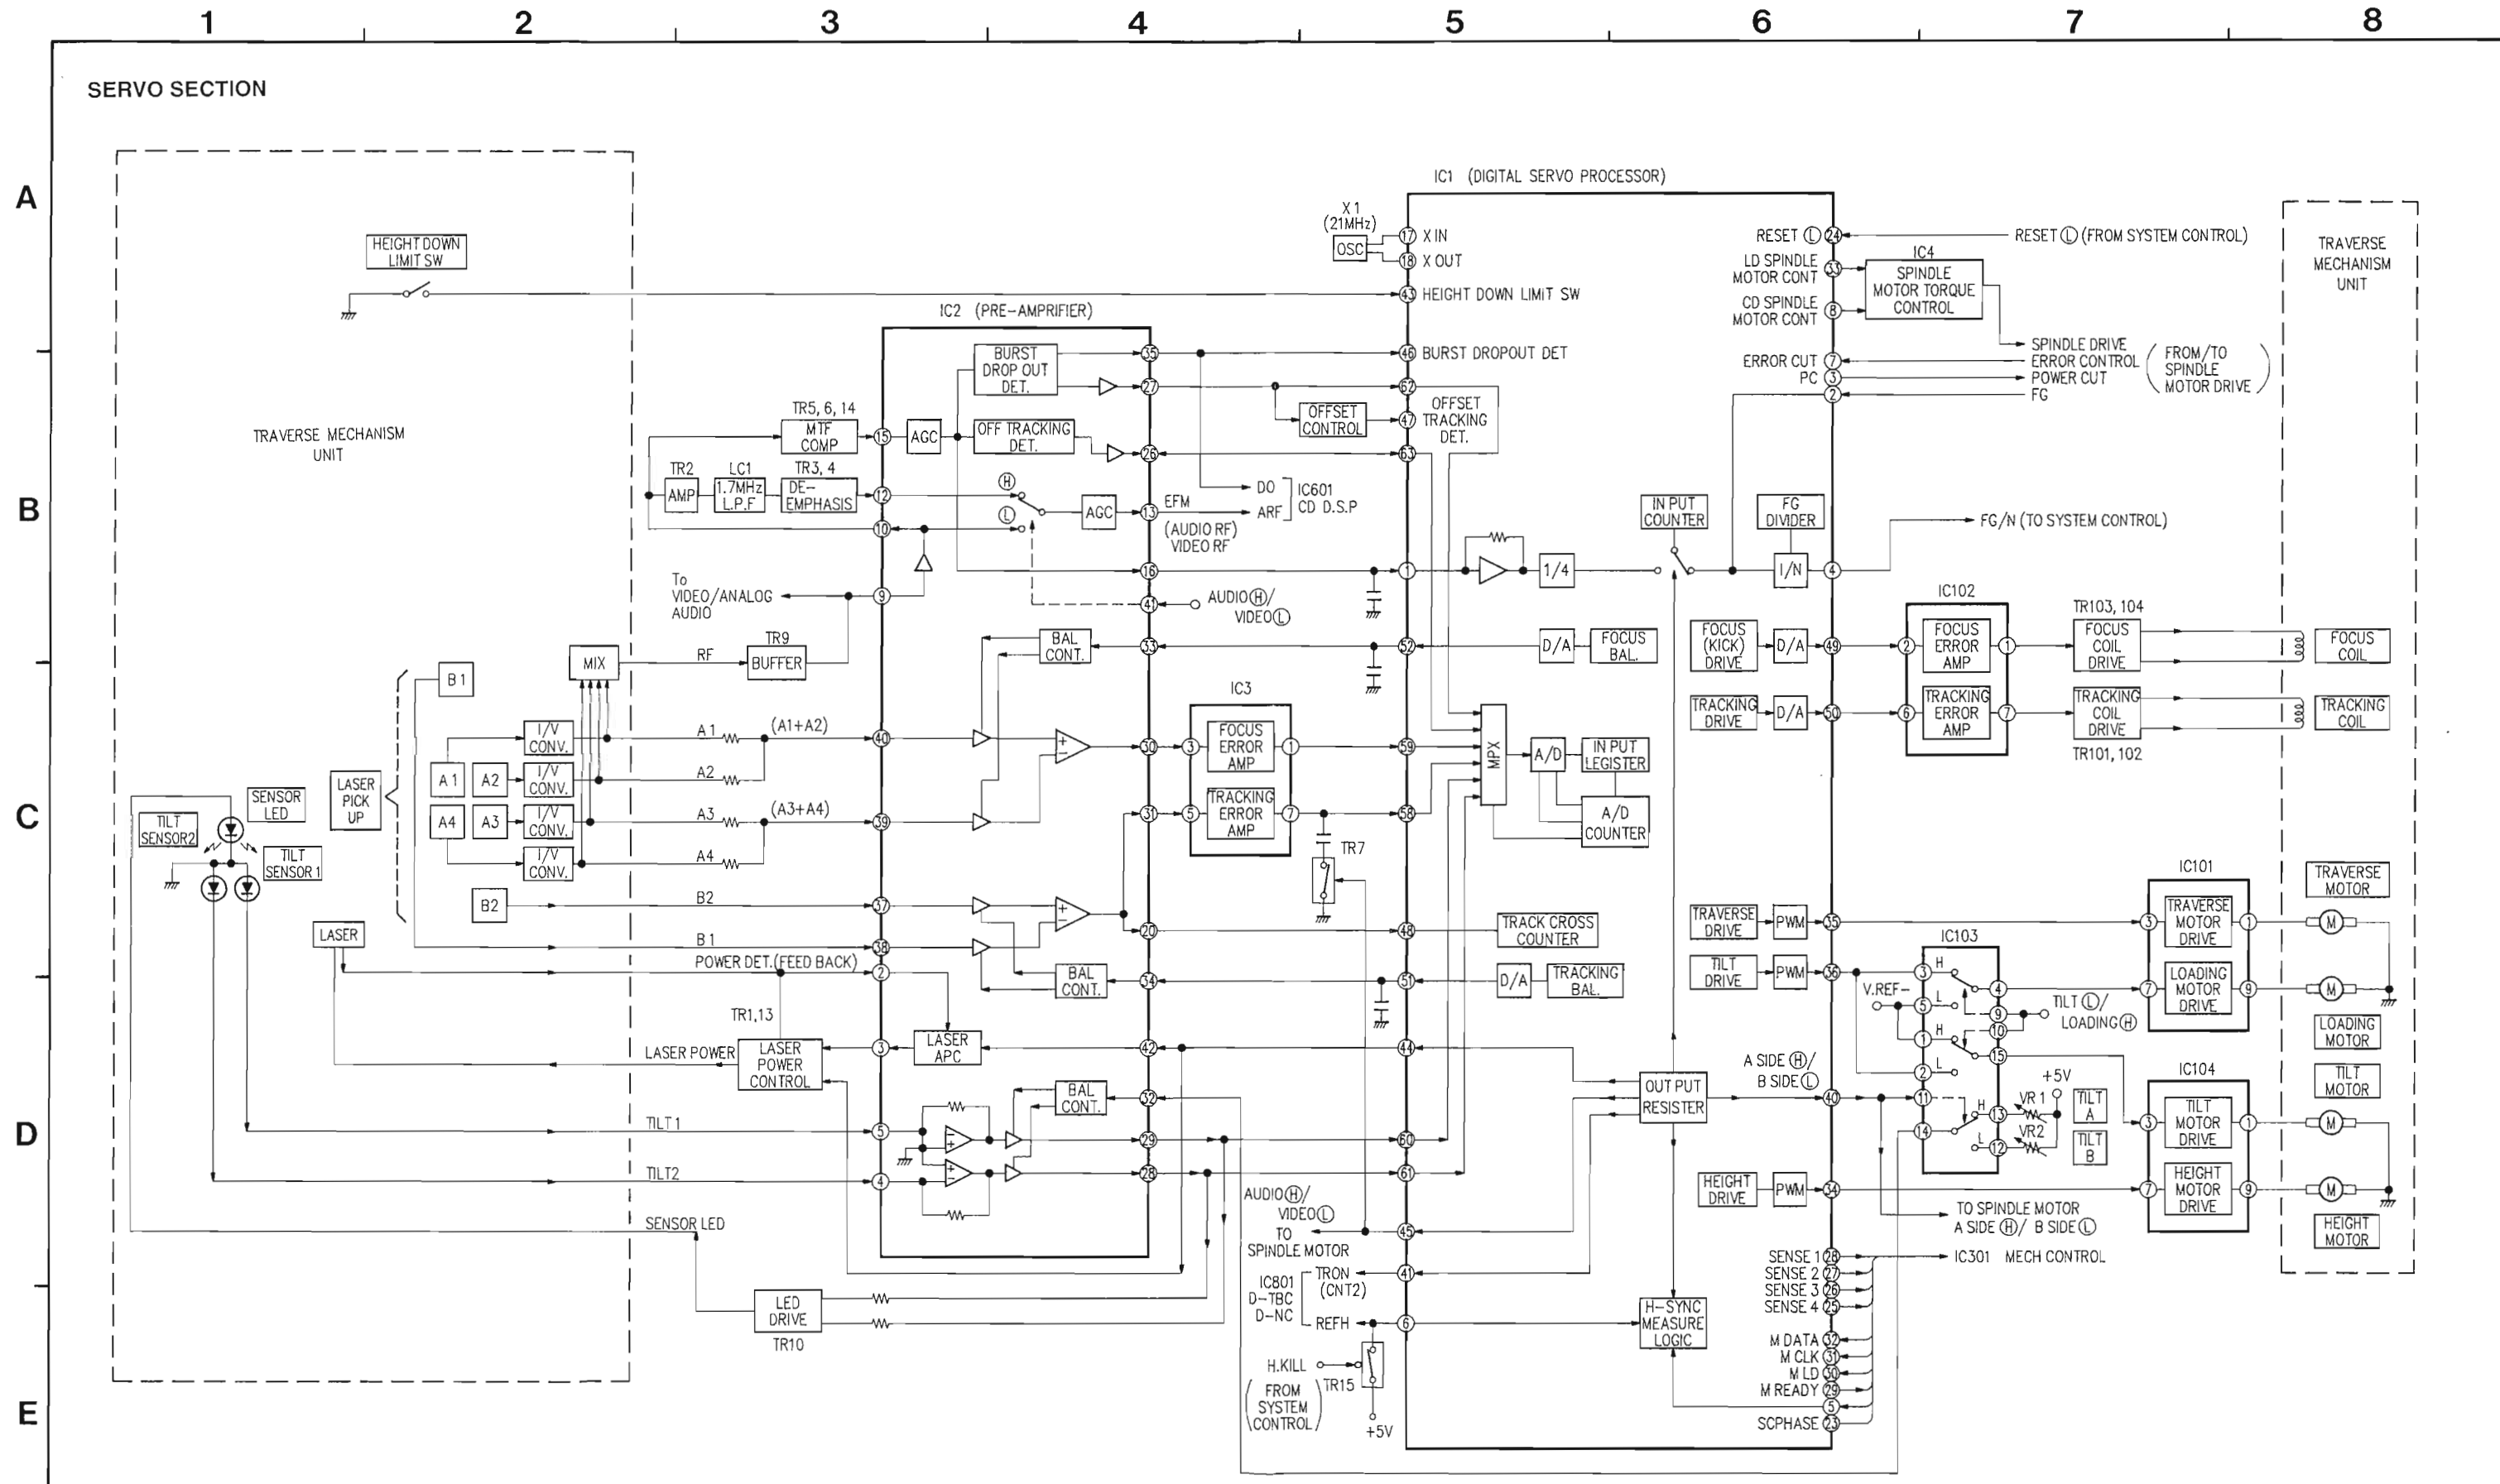 1 2 3 4 5 6 7 8
A
B
C
D
E
SERVO SECTION
HEIGHT DOWN
LIMIT SW
TRAVERSE MECHANISM
UNIT
TILT
SENSOR2
SENSOR
LED
TILT
SENSOR1
LASER
PICK
UP
LASER
B1
A1
A2
A4
A3
B2
I/V
CONV.
I/V
CONV.
I/V
CONV.
I/V
CONV.
MIX
TR2
AMP
LC1
1.7MHz
L.P.F
TR5, 6, 14
MTF
COMP
TR3, 4
DE-
EMPHASIS
To
VIDEO/ANALOG
AUDIO
RF
TR9
BUFFER
A1
(A1+A2)
A2
A3
(A3+A4)
A4
B2
B1
POWER DET.(FEED BACK)
TR1,13
LASER POWER
LASER
POWER
CONTROL
TILT1
TILT2
SENSOR LED
LED
DRIVE
TR10
IC2 (PRE-AMPRIFIER)
15
12
10
9
40
39
37
38
2
3
5
4
AGC
BURST
DROP OUT
DET.
OFF TRACKING
DET.
H
L
AGC
BAL
CONT.
+
-
+
-
BAL
CONT.
LASER
APC
BAL
CONT.
-
+
+
-
35
27
26
13
16
41
33
30
31
20
34
42
32
29
28
EFM
(AUDIO RF)
VIDEO RF
DO
ARF
IC601
CD D.S.P
AUDIO(H)/
VIDEO(L)
OFFSET
CONTROL
IC3
3
FOCUS
ERROR
AMP
1
5
TRACKING
ERROR
AMP
7
TR7
AUDIO(H)/
VIDEO(L)
TO
SPINDLE MOTOR
IC801
D-TBC
D-NC
TRON
(CNT2)
REFH
H.KILL
(FROM
SYSTEM
CONTROL)
TR15
+5V
X1
(21MHz)
OSC
IC1 (DIGITAL SERVO PROCESSOR)
17 X IN
18 X OUT
43 HEIGHT DOWN LIMIT SW
46 BURST DROPOUT DET
62
47
63
OFFSET
TRACKING
DET.
1
52
59
58
48
51
44
60
61
45
41
6
1/4
IN PUT
COUNTER
FG
DIVIDER
I/N
D/A
FOCUS
BAL.
MPX
A/D
IN PUT
LEGISTER
A/D
COUNTER
TRACK CROSS
COUNTER
D/A
TRACKING
BAL.
OUT PUT
RESISTER
H-SYNC
MEASURE
LOGIC
RESET (L) 24
LD SPINDLE
MOTOR CONT 33
CD SPINDLE
MOTOR CONT 8
ERROR CUT 7
PC 3
2
4
FOCUS
(KICK)
DRIVE
D/A
49
TRACKING
DRIVE
D/A
50
TRAVERSE
DRIVE
PWM
35
TILT
DRIVE
PWM
36
A SIDE (H)/
B SIDE (L)
40
HEIGHT
DRIVE
PWM
34
SENSE 1 28
SENSE 2 27
SENSE 3 26
SENSE 4 25
M DATA 32
M CLK 31
M LD 30
M READY 29
5
SCPHASE 23
RESET (L) (FROM SYSTEM CONTROL)
IC4
SPINDLE
MOTOR TORQUE
CONTROL
SPINDLE DRIVE
ERROR CONTROL
POWER CUT
FG
(FROM/TO
SPINDLE
MOTOR DRIVE)
FG/N (TO SYSTEM CONTROL)
IC102
2
FOCUS
ERROR
AMP
1
6
TRACKING
ERROR
AMP
7
TR103, 104
FOCUS
COIL
DRIVE
TRACKING
COIL
DRIVE
TR101, 102
IC103
V.REF-
3
5
1
2
11
14
H
L
H
L
H
L
4
9
10
15
13
12
TILT(L)/
LOADING(H)
+5V
VR1
VR2
TILT
A
TILT
B
TO SPINDLE MOTOR
A SIDE (H)/ B SIDE (L)
IC301 MECH CONTROL
IC101
3
TRAVERSE
MOTOR
DRIVE
1
7
LOADING
MOTOR
DRIVE
9
IC104
3
TILT
MOTOR
DRIVE
1
7
HEIGHT
MOTOR
DRIVE
9
TRAVERSE
MECHANISM
UNIT
FOCUS
COIL
TRACKING
COIL
TRAVERSE
MOTOR
M
M
LOADING
MOTOR
TILT
MOTOR
M
M
HEIGHT
MOTOR